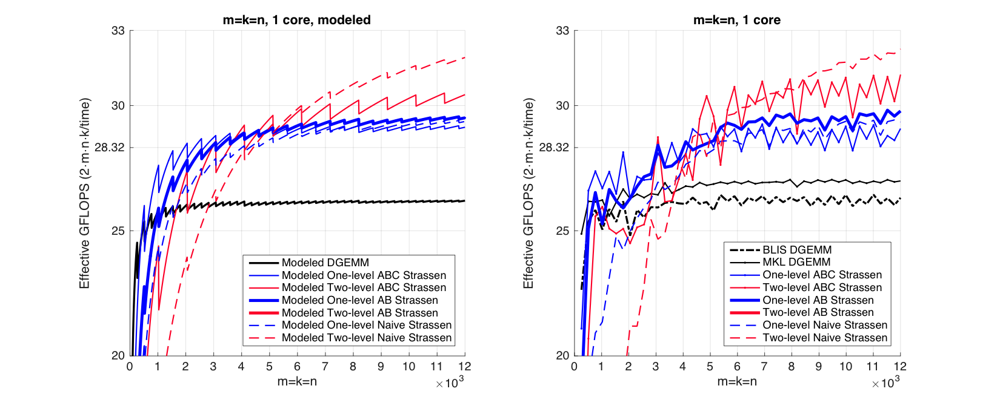 m=k=n, 1 core, modeled
Effective GFLOPS (2·m·n·k/time)
33
30
28.32
25
20
0 1 2 3 4 5 6 7 8 9 10 11 12
m=k=n
×10³
Modeled DGEMM
Modeled One-level ABC Strassen
Modeled Two-level ABC Strassen
Modeled One-level AB Strassen
Modeled Two-level AB Strassen
Modeled One-level Naive Strassen
Modeled Two-level Naive Strassen
m=k=n, 1 core
Effective GFLOPS (2·m·n·k/time)
33
30
28.32
25
20
0 1 2 3 4 5 6 7 8 9 10 11 12
m=k=n
×10³
BLIS DGEMM
MKL DGEMM
One-level ABC Strassen
Two-level ABC Strassen
One-level AB Strassen
Two-level AB Strassen
One-level Naive Strassen
Two-level Naive Strassen